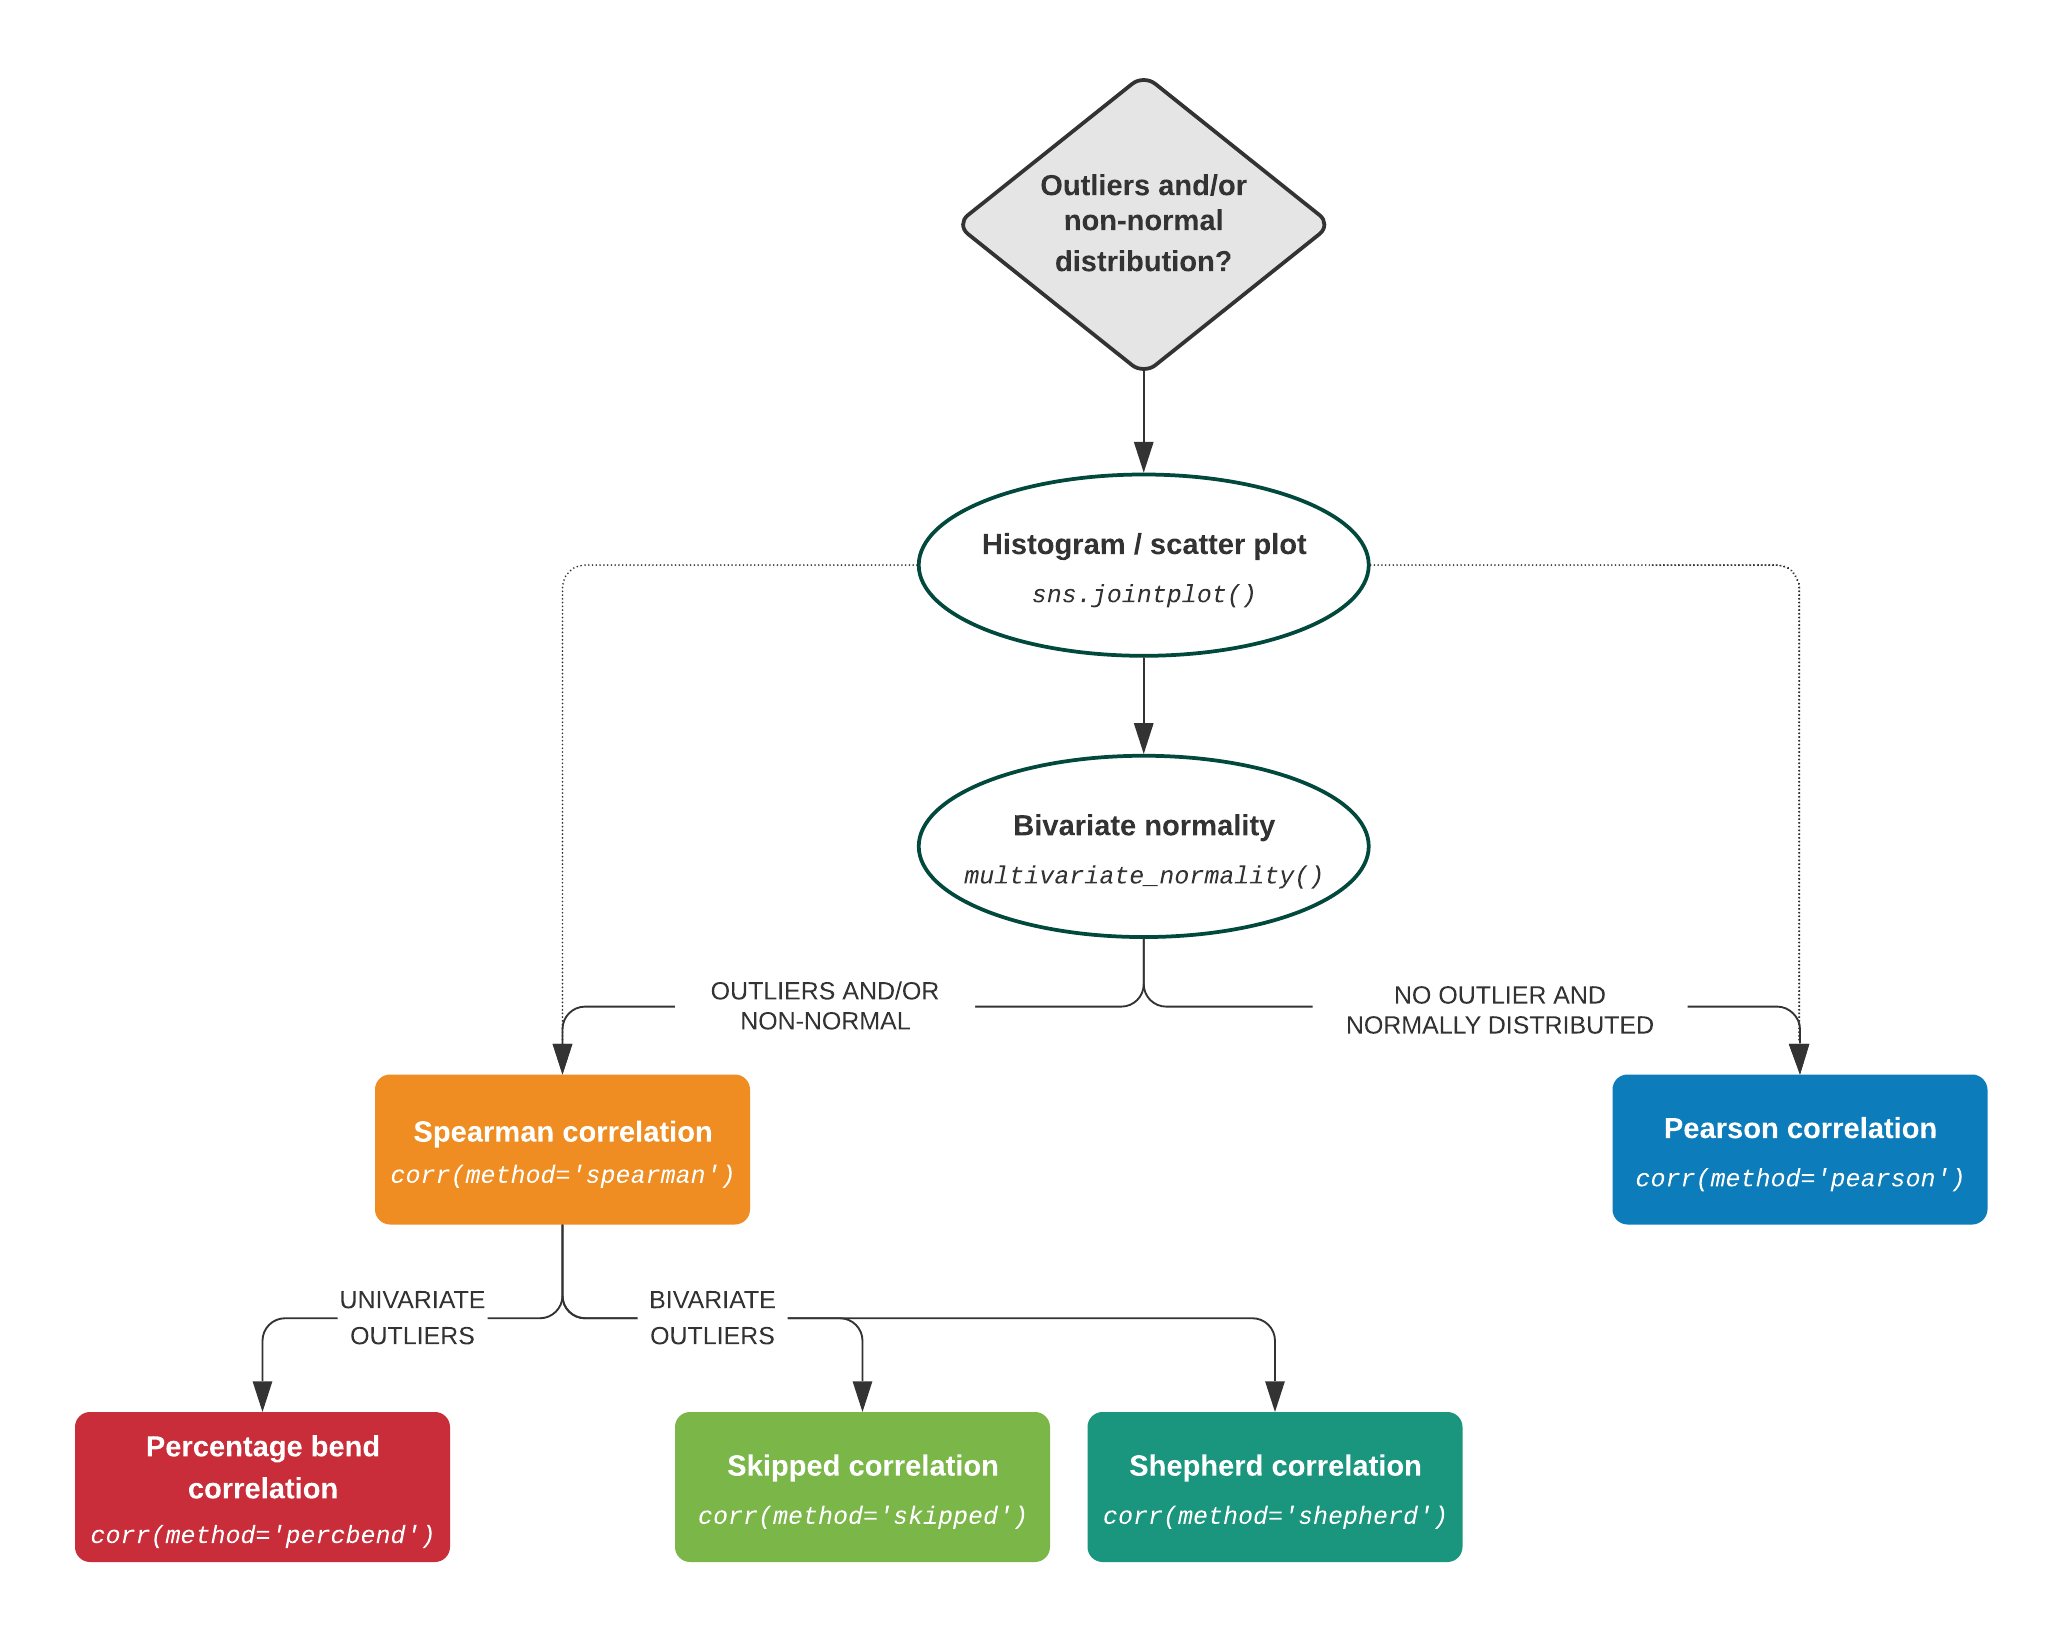 Outliers and/or
non-normal
distribution?
Histogram / scatter plot
sns.jointplot()
Bivariate normality
multivariate_normality()
OUTLIERS AND/OR
NON-NORMAL
NO OUTLIER AND
NORMALLY DISTRIBUTED
Spearman correlation
corr(method='spearman')
Pearson correlation
corr(method='pearson')
UNIVARIATE
OUTLIERS
BIVARIATE
OUTLIERS
Percentage bend
correlation
corr(method='percbend')
Skipped correlation
corr(method='skipped')
Shepherd correlation
corr(method='shepherd')